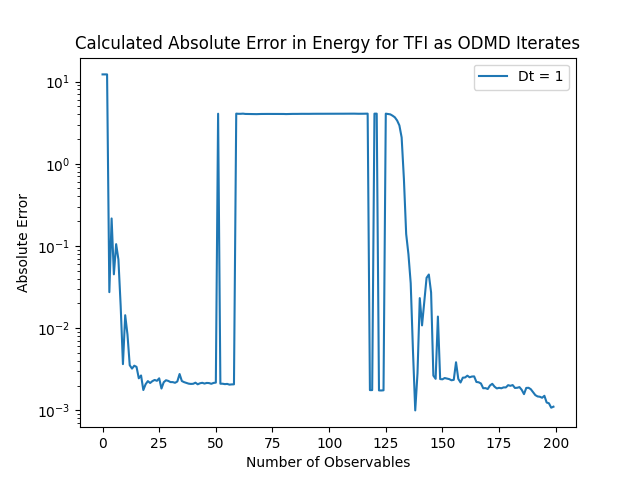 Calculated Absolute Error in Energy for TFI as ODMD Iterates
Dt = 1
10¹
10⁰
10⁻¹
10⁻²
10⁻³
Absolute Error
0 25 50 75 100 125 150 175 200
Number of Observables